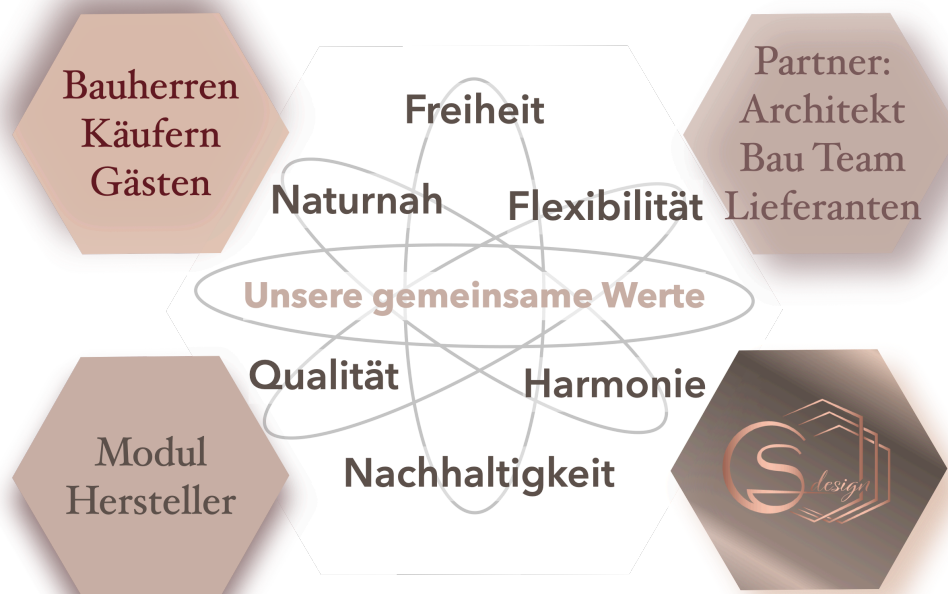 Bauherren
Käufern
Gästen
Partner:
Architekt
Bau Team
Lieferanten
Freiheit
Naturnah
Flexibilität
Unsere gemeinsame Werte
Qualität
Harmonie
Nachhaltigkeit
Modul
Hersteller
GS design